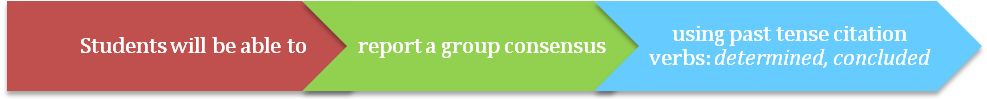 Students will be able to
report a group consensus
using past tense citation
verbs: determined, concluded